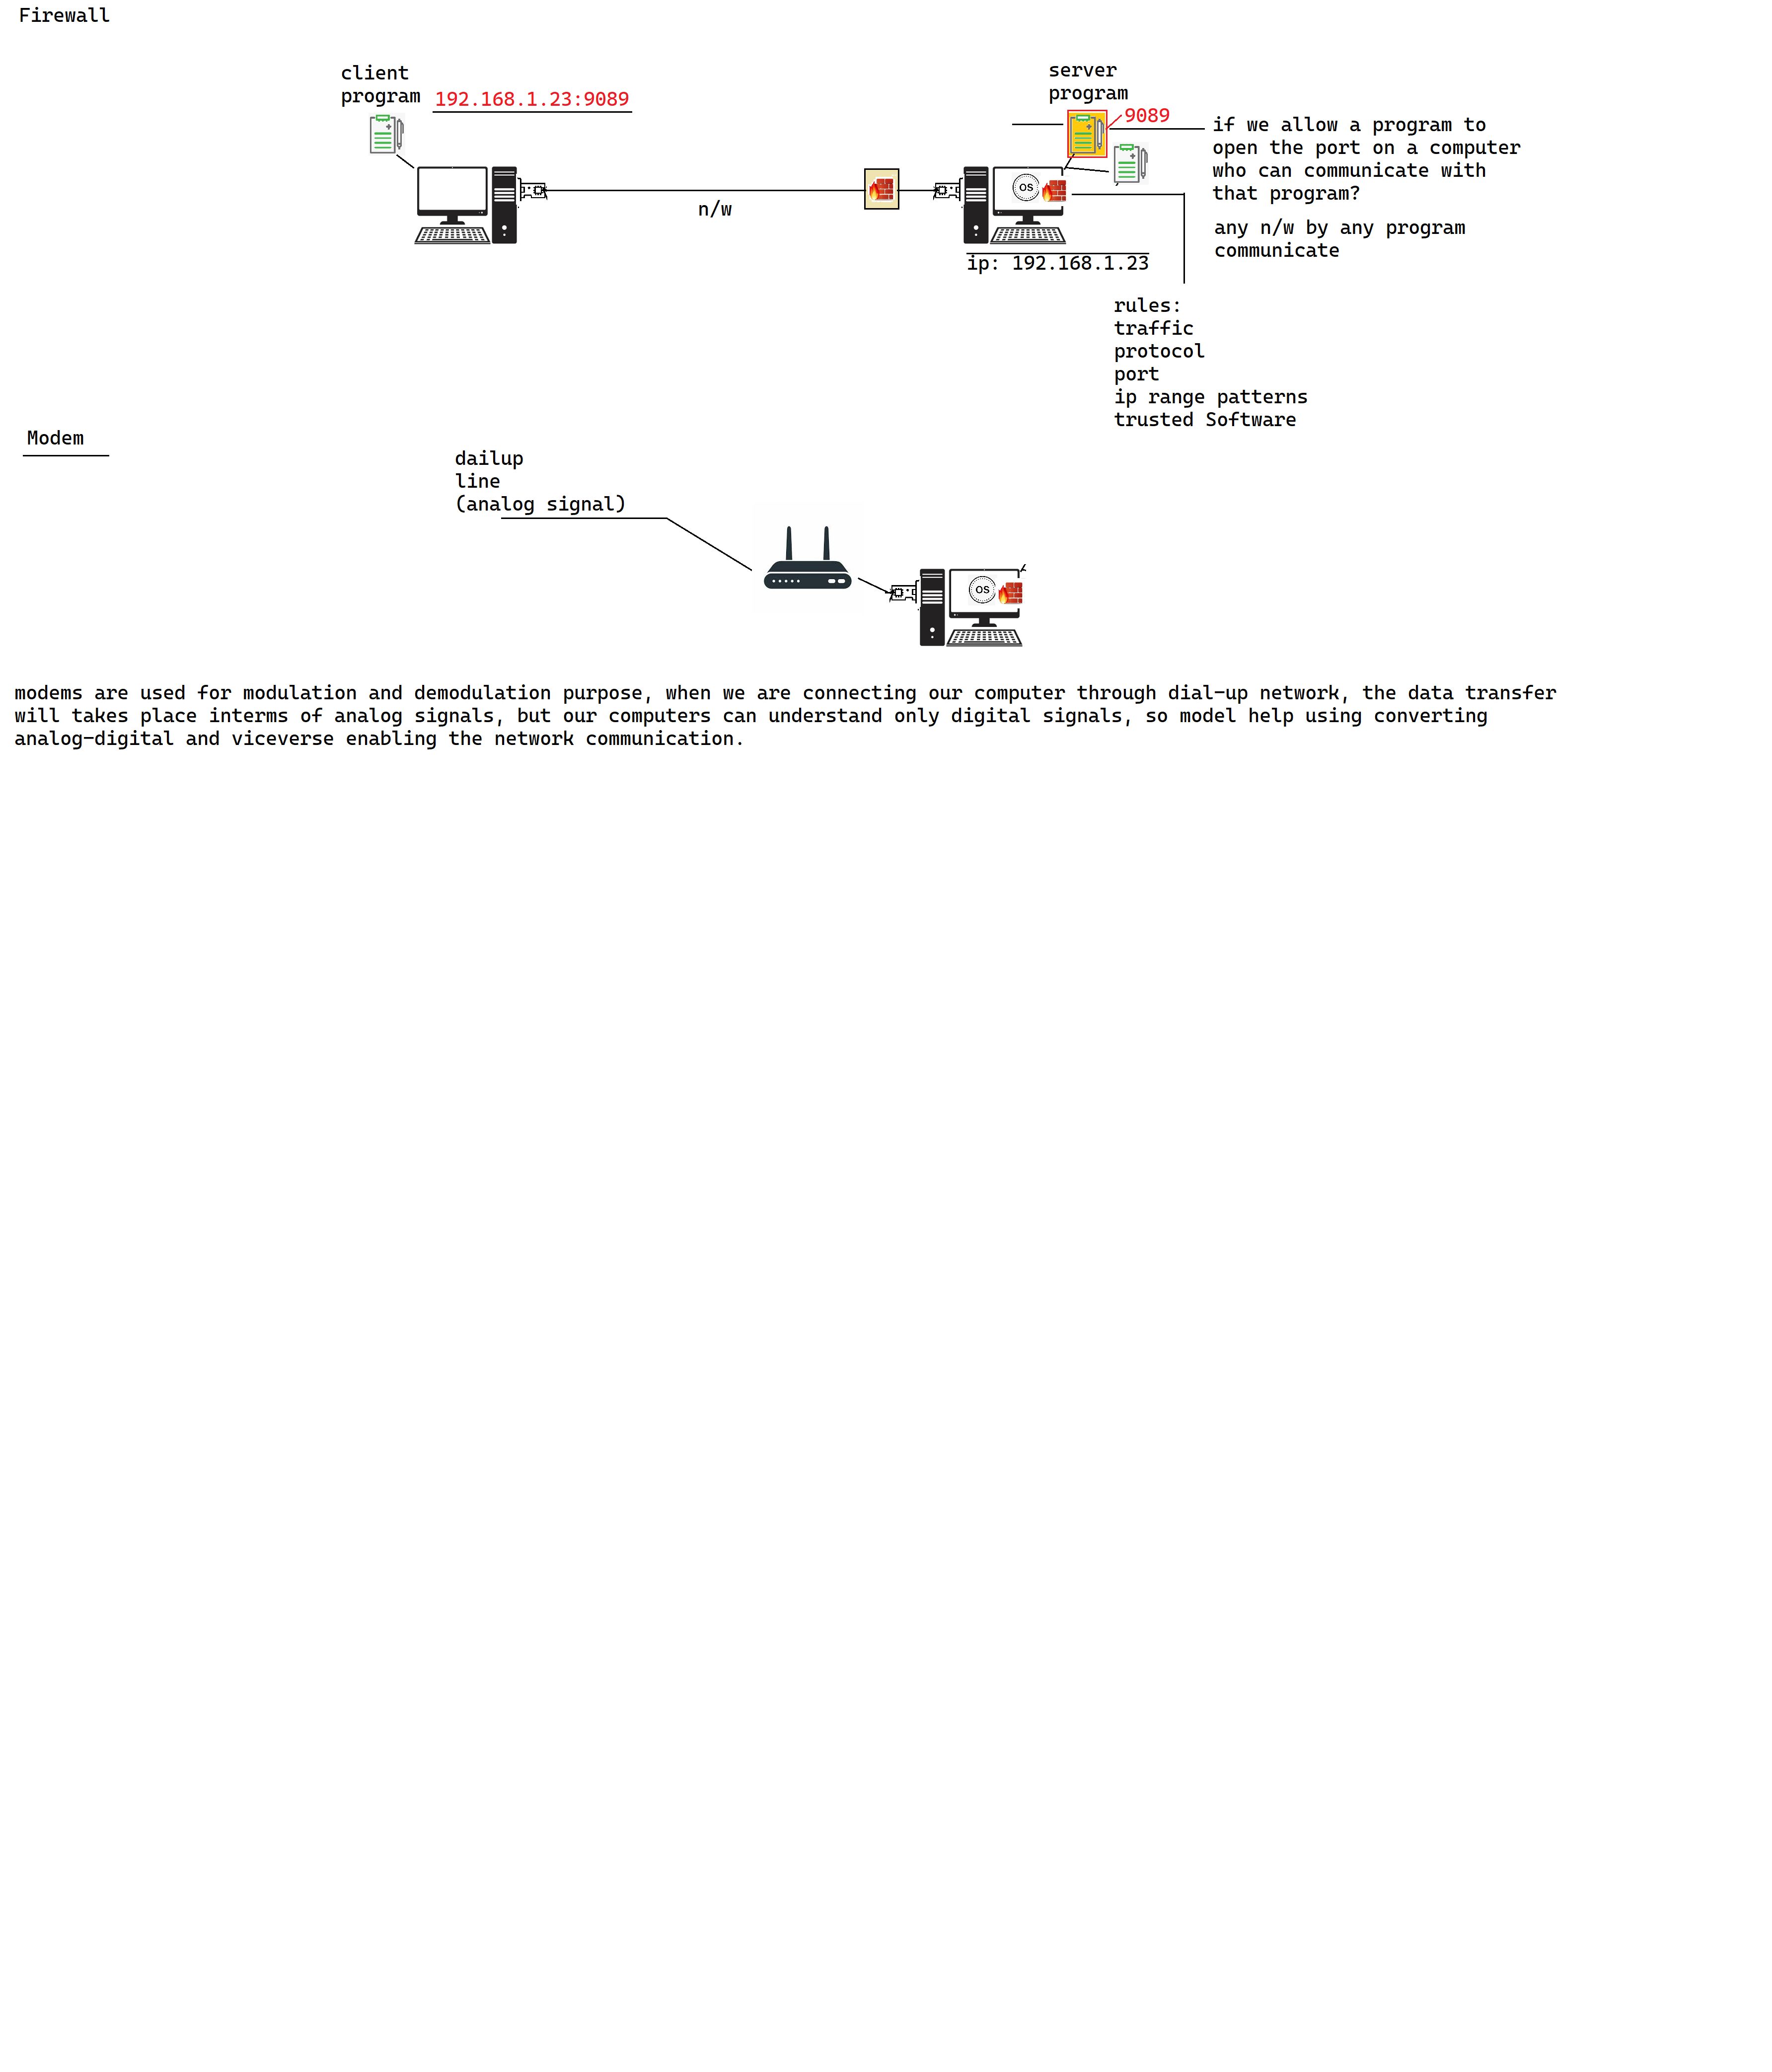 Firewall
client
program
192.168.1.23:9089
server
program
9089
if we allow a program to
open the port on a computer
who can communicate with
that program?
any n/w by any program
communicate
OS
n/w
ip: 192.168.1.23
rules:
traffic
protocol
port
ip range patterns
trusted Software
Modem
dailup
line
(analog signal)
OS
modems are used for modulation and demodulation purpose, when we are connecting our computer through dial-up network, the data transfer
will takes place interms of analog signals, but our computers can understand only digital signals, so model help using converting
analog-digital and viceverse enabling the network communication.